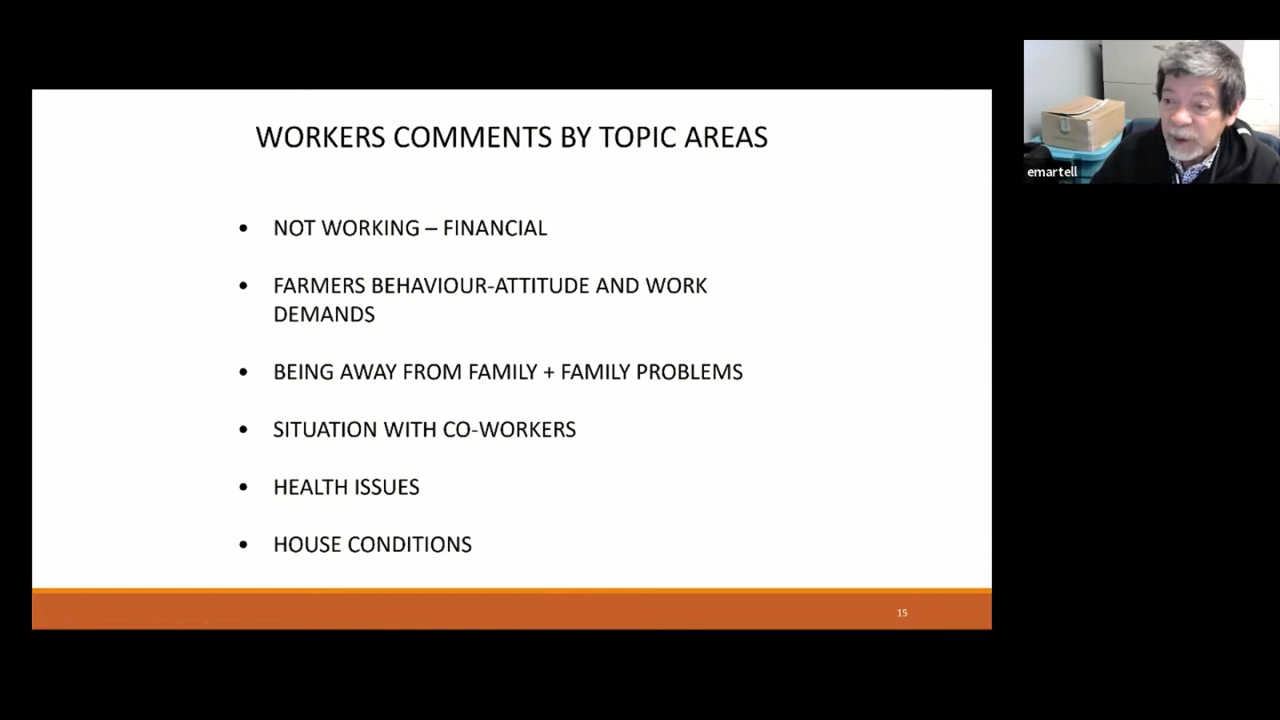 WORKERS COMMENTS BY TOPIC AREAS
• NOT WORKING – FINANCIAL
• FARMERS BEHAVIOUR-ATTITUDE AND WORK
DEMANDS
• BEING AWAY FROM FAMILY + FAMILY PROBLEMS
• SITUATION WITH CO-WORKERS
• HEALTH ISSUES
• HOUSE CONDITIONS
15
emartell